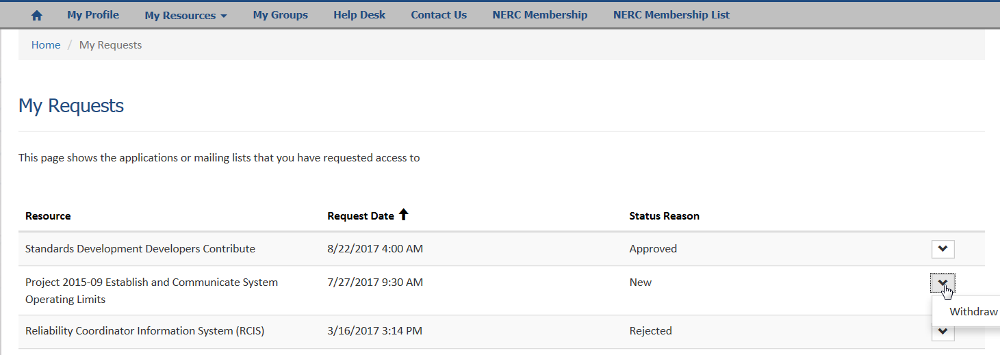 My Profile My Resources My Groups Help Desk Contact Us NERC Membership NERC Membership List
Home / My Requests
My Requests
This page shows the applications or mailing lists that you have requested access to
Resource Request Date Status Reason
Standards Development Developers Contribute 8/22/2017 4:00 AM Approved
Project 2015-09 Establish and Communicate System 7/27/2017 9:30 AM New
Operating Limits
Withdraw
Reliability Coordinator Information System (RCIS) 3/16/2017 3:14 PM Rejected